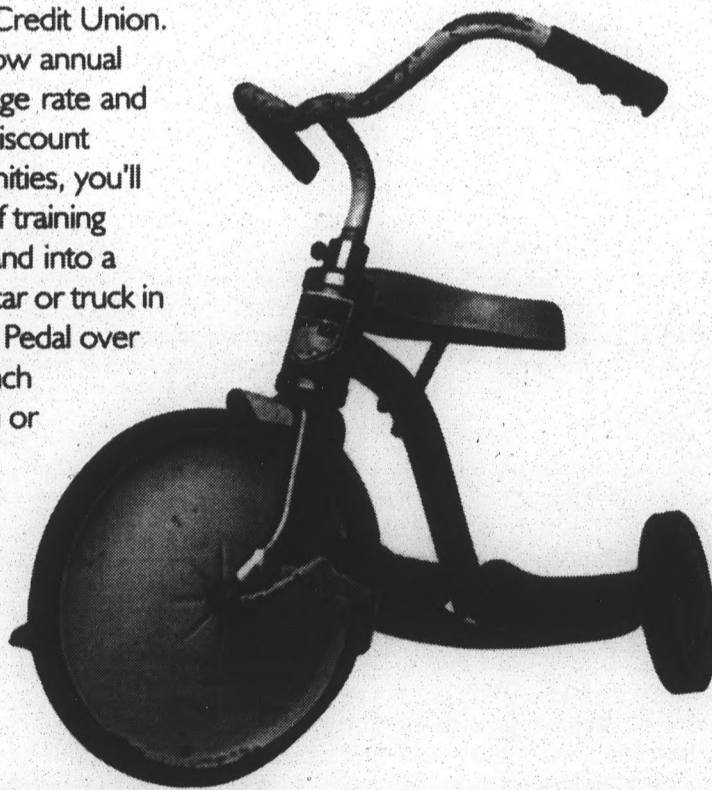 Credit Union.
ow annual
ge rate and
iscount
nities, you'll
f training
and into a
car or truck in
Pedal over
nch
or